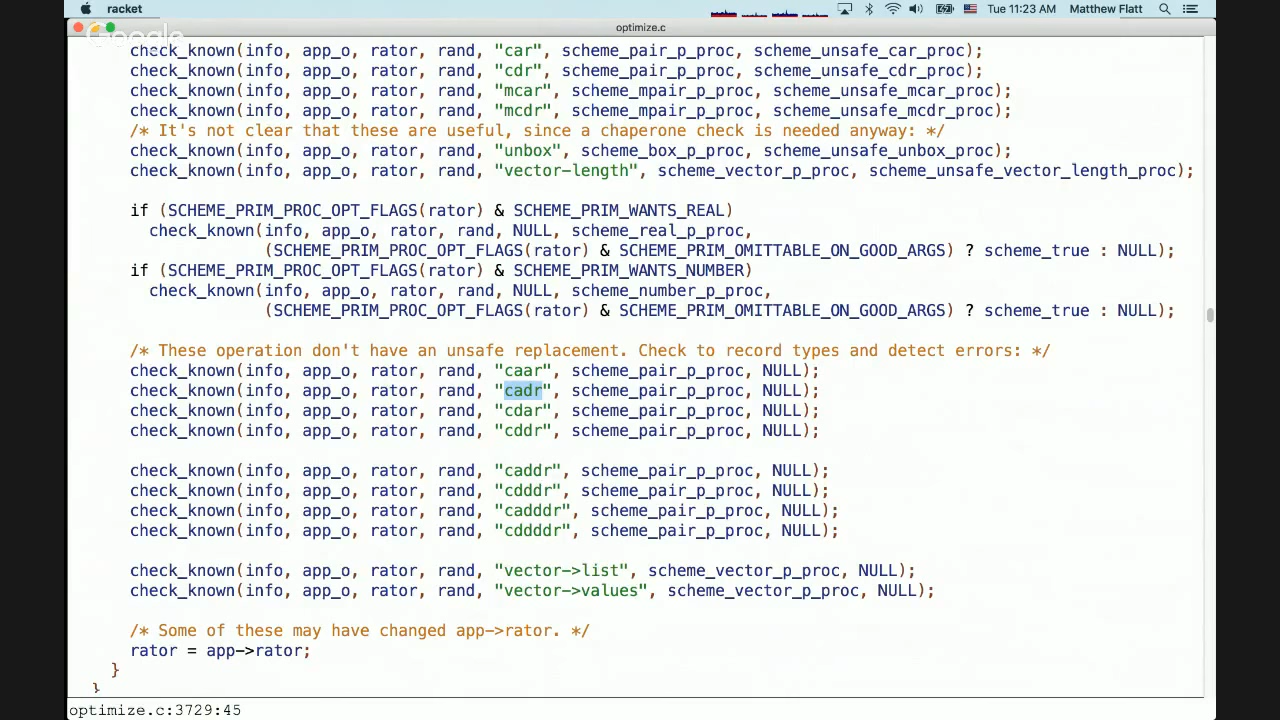 racket Tue 11:23 AM Matthew Flatt
optimize.c
Google
check_known(info, app_o, rator, rand, "car", scheme_pair_p_proc, scheme_unsafe_car_proc);
check_known(info, app_o, rator, rand, "cdr", scheme_pair_p_proc, scheme_unsafe_cdr_proc);
check_known(info, app_o, rator, rand, "mcar", scheme_mpair_p_proc, scheme_unsafe_mcar_proc);
check_known(info, app_o, rator, rand, "mcdr", scheme_mpair_p_proc, scheme_unsafe_mcdr_proc);
/* It's not clear that these are useful, since a chaperone check is needed anyway: */
check_known(info, app_o, rator, rand, "unbox", scheme_box_p_proc, scheme_unsafe_unbox_proc);
check_known(info, app_o, rator, rand, "vector-length", scheme_vector_p_proc, scheme_unsafe_vector_length_proc);
if (SCHEME_PRIM_PROC_OPT_FLAGS(rator) & SCHEME_PRIM_WANTS_REAL)
check_known(info, app_o, rator, rand, NULL, scheme_real_p_proc,
(SCHEME_PRIM_PROC_OPT_FLAGS(rator) & SCHEME_PRIM_OMITTABLE_ON_GOOD_ARGS) ? scheme_true : NULL);
if (SCHEME_PRIM_PROC_OPT_FLAGS(rator) & SCHEME_PRIM_WANTS_NUMBER)
check_known(info, app_o, rator, rand, NULL, scheme_number_p_proc,
(SCHEME_PRIM_PROC_OPT_FLAGS(rator) & SCHEME_PRIM_OMITTABLE_ON_GOOD_ARGS) ? scheme_true : NULL);
/* These operation don't have an unsafe replacement. Check to record types and detect errors: */
check_known(info, app_o, rator, rand, "caar", scheme_pair_p_proc, NULL);
check_known(info, app_o, rator, rand, "cadr", scheme_pair_p_proc, NULL);
check_known(info, app_o, rator, rand, "cdar", scheme_pair_p_proc, NULL);
check_known(info, app_o, rator, rand, "cddr", scheme_pair_p_proc, NULL);
check_known(info, app_o, rator, rand, "caddr", scheme_pair_p_proc, NULL);
check_known(info, app_o, rator, rand, "cdddr", scheme_pair_p_proc, NULL);
check_known(info, app_o, rator, rand, "cadddr", scheme_pair_p_proc, NULL);
check_known(info, app_o, rator, rand, "cddddr", scheme_pair_p_proc, NULL);
check_known(info, app_o, rator, rand, "vector->list", scheme_vector_p_proc, NULL);
check_known(info, app_o, rator, rand, "vector->values", scheme_vector_p_proc, NULL);
/* Some of these may have changed app->rator. */
rator = app->rator;
}
}
optimize.c:3729:45